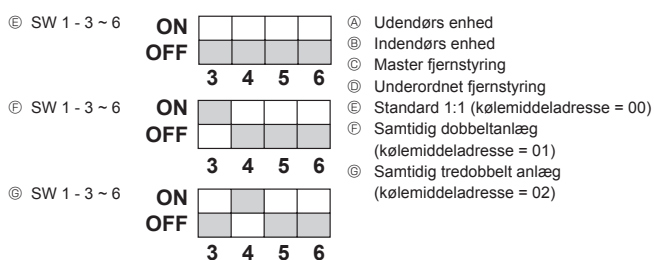 Ⓔ SW 1 - 3 ~ 6
ON
OFF
3 4 5 6
Ⓕ SW 1 - 3 ~ 6
ON
OFF
3 4 5 6
Ⓖ SW 1 - 3 ~ 6
ON
OFF
3 4 5 6
Ⓐ Udendørs enhed
Ⓑ Indendørs enhed
Ⓒ Master fjernstyring
Ⓓ Underordnet fjernstyring
Ⓔ Standard 1:1 (kølemiddeladresse = 00)
Ⓕ Samtidig dobbeltanlæg
(kølemiddeladresse = 01)
Ⓖ Samtidig tredobbelt anlæg
(kølemiddeladresse = 02)